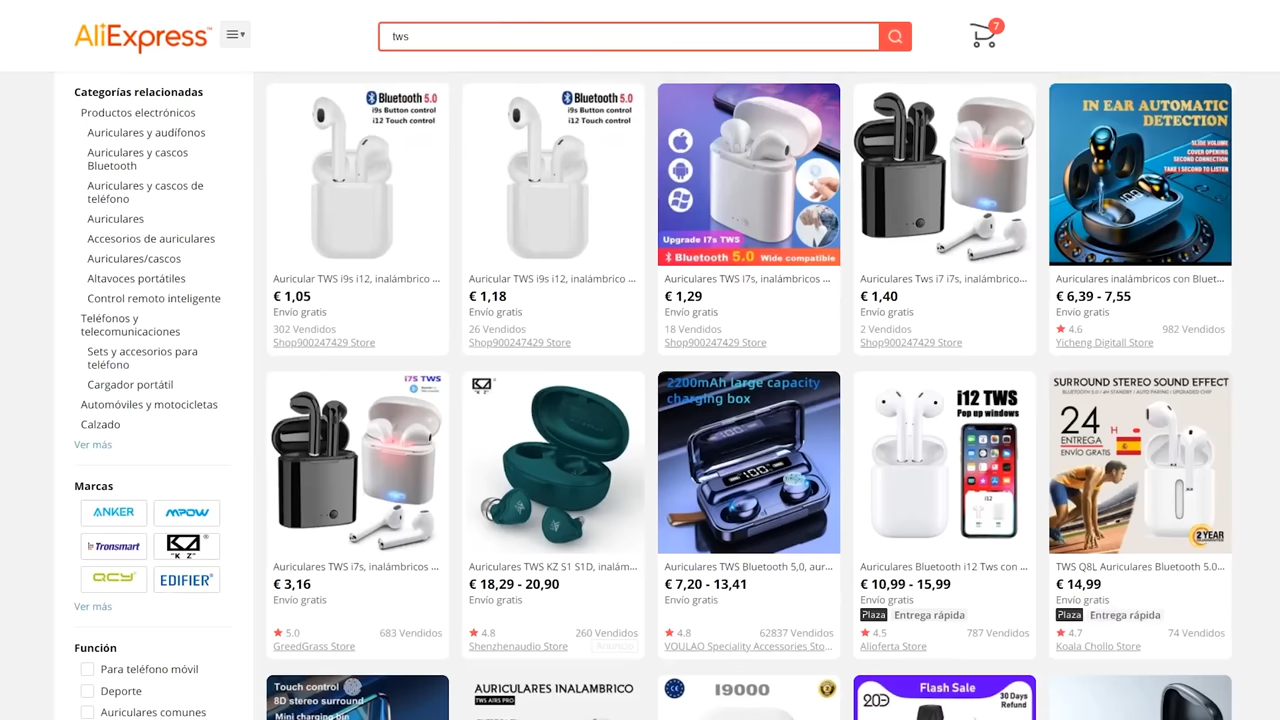 AliExpress™
tws
7
Categorías relacionadas
Productos electrónicos
Auriculares y audífonos
Auriculares y cascos
Bluetooth
Auriculares y cascos de
teléfono
Auriculares
Accesorios de auriculares
Auriculares/cascos
Altavoces portátiles
Control remoto inteligente
Teléfonos y
telecomunicaciones
Sets y accesorios para
teléfono
Cargador portátil
Automóviles y motocicletas
Calzado
Ver más
Marcas
ANKER
MPOW
Tronsmart
KZ
"K Z"
QCY
EDIFIER
Ver más
Función
Para teléfono móvil
Deporte
Auriculares comunes
Bluetooth 5.0
i9s Button control
i12 Touch control
Auricular TWS i9s i12, inalámbrico ...
€ 1,05
Envío gratis
302 Vendidos
Shop900247429 Store
Bluetooth 5.0
i9s Button control
i12 Touch control
Auricular TWS i9s i12, inalámbrico ...
€ 1,18
Envío gratis
26 Vendidos
Shop900247429 Store
Upgrade I7s TWS
Bluetooth 5.0 Wide compatible
Auriculares TWS I7s, inalámbricos ...
€ 1,29
Envío gratis
18 Vendidos
Shop900247429 Store
Auriculares Tws i7 i7s, inalámbrico...
€ 1,40
Envío gratis
2 Vendidos
Shop900247429 Store
IN EAR AUTOMATIC
DETECTION
SLIDE VOLUME
COVER OPENING
SECOND CONNECTION
TAKE 1 SECOND TO LISTEN
Auriculares inalámbricos con Bluet...
€ 6,39 - 7,55
Envío gratis
4.6 982 Vendidos
Yicheng Digitall Store
i7S TWS
Auriculares TWS i7s, inalámbricos ...
€ 3,16
Envío gratis
5.0 683 Vendidos
GreedGrass Store
KZ
Auriculares TWS KZ S1 S1D, inalám...
€ 18,29 - 20,90
Envío gratis
4.8 260 Vendidos
Shenzhenaudio Store Anuncio
2200mAh large capacity
charging box
100
Auriculares TWS Bluetooth 5,0, aur...
€ 7,20 - 13,41
Envío gratis
4.8 62837 Vendidos
VOULAO Speciality Accessories Sto...
i12 TWS
Pop up windows
i12
Auriculares Bluetooth i12 Tws con ...
€ 10,99 - 15,99
Envío gratis
Plaza Entrega rápida
4.5 787 Vendidos
Alioferta Store
SURROUND STEREO SOUND EFFECT
24 H
ENTREGA
ENVÍO GRATIS
2 YEAR
TWS Q8L Auriculares Bluetooth 5.0...
€ 14,99
Envío gratis
Plaza Entrega rápida
4.7 74 Vendidos
Koala Chollo Store
Touch control
8D stereo surround
Mini charging bin
AURICULARES INALAMBRICO
TWS AIRS PRO
I9000
Flash Sale
30 Days
Refund